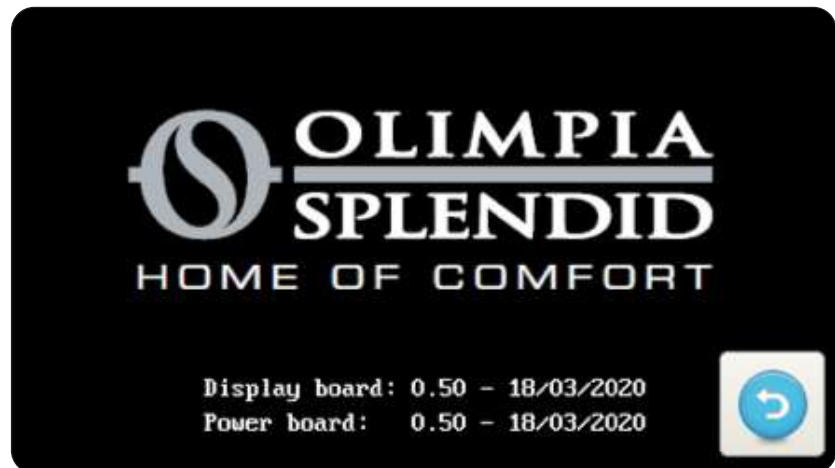 OLIMPIA
SPLENDID
HOME OF COMFORT
Display board: 0.50 - 18/03/2020
Power board: 0.50 - 18/03/2020